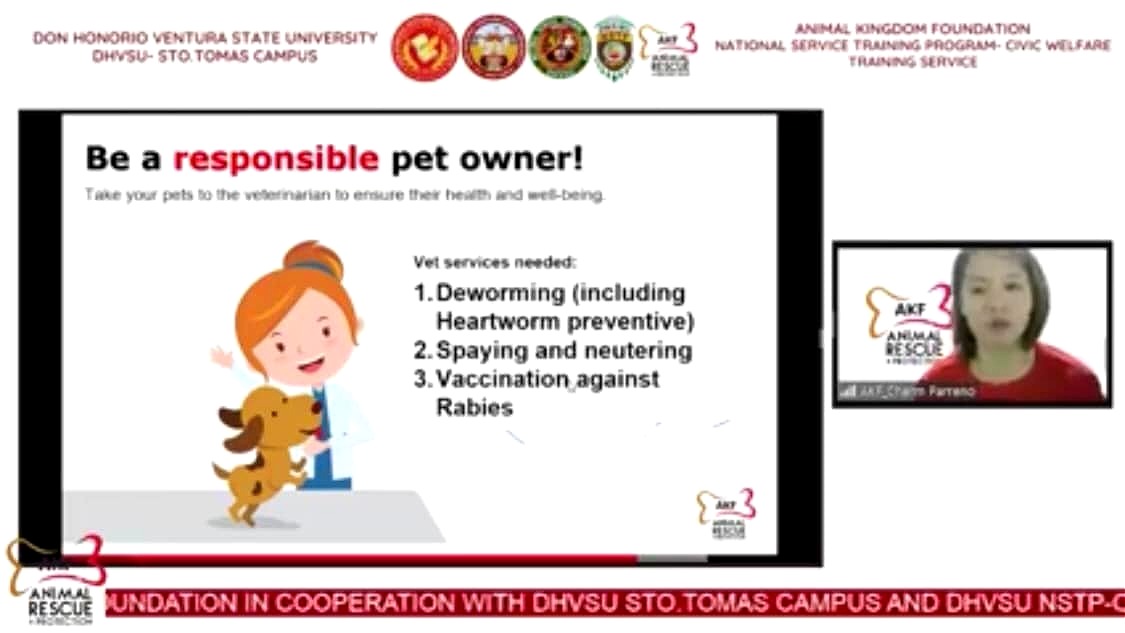 DON HONORIO VENTURA STATE UNIVERSITY
DHVSU- STO.TOMAS CAMPUS
AKF
ANIMAL
RESCUE
ANIMAL KINGDOM FOUNDATION
NATIONAL SERVICE TRAINING PROGRAM- CIVIC WELFARE
TRAINING SERVICE
Be a responsible pet owner!
Take your pets to the veterinarian to ensure their health and well-being.
Vet services needed:
1. Deworming (including
Heartworm preventive)
2. Spaying and neutering
3. Vaccination against
Rabies
AKF
ANIMAL
RESCUE
AKF
ANIMAL
RESCUE
+ PROTECTION
AKF_Charm Parreno
ANIMAL
RESCUE
+ PROTECTION
OUNDATION IN COOPERATION WITH DHVSU STO.TOMAS CAMPUS AND DHVSU NSTP-C